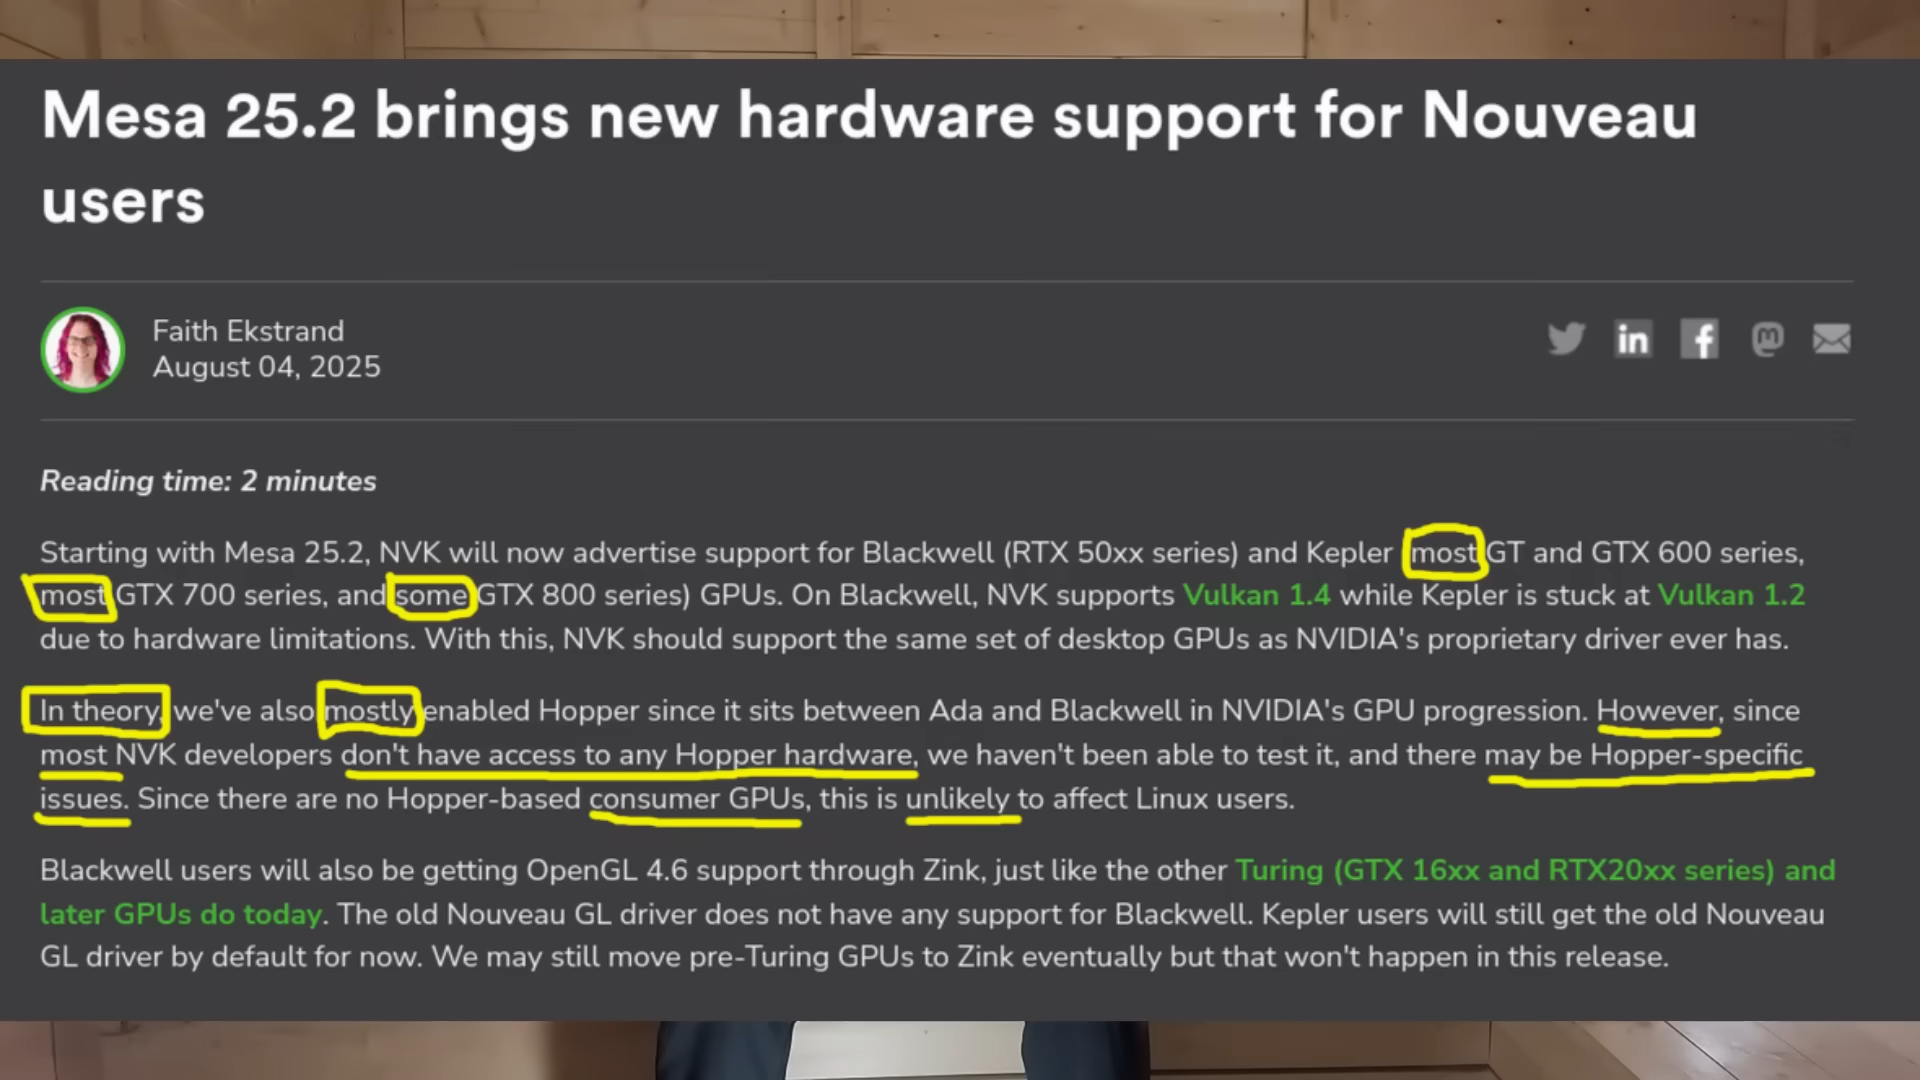 Mesa 25.2 brings new hardware support for Nouveau
users
Faith Ekstrand
August 04, 2025
Reading time: 2 minutes
Starting with Mesa 25.2, NVK will now advertise support for Blackwell (RTX 50xx series) and Kepler (most GT and GTX 600 series,
most GTX 700 series, and some GTX 800 series) GPUs. On Blackwell, NVK supports Vulkan 1.4 while Kepler is stuck at Vulkan 1.2
due to hardware limitations. With this, NVK should support the same set of desktop GPUs as NVIDIA's proprietary driver ever has.
In theory, we've also mostly enabled Hopper since it sits between Ada and Blackwell in NVIDIA's GPU progression. However, since
most NVK developers don't have access to any Hopper hardware, we haven't been able to test it, and there may be Hopper-specific
issues. Since there are no Hopper-based consumer GPUs, this is unlikely to affect Linux users.
Blackwell users will also be getting OpenGL 4.6 support through Zink, just like the other Turing (GTX 16xx and RTX20xx series) and
later GPUs do today. The old Nouveau GL driver does not have any support for Blackwell. Kepler users will still get the old Nouveau
GL driver by default for now. We may still move pre-Turing GPUs to Zink eventually but that won't happen in this release.